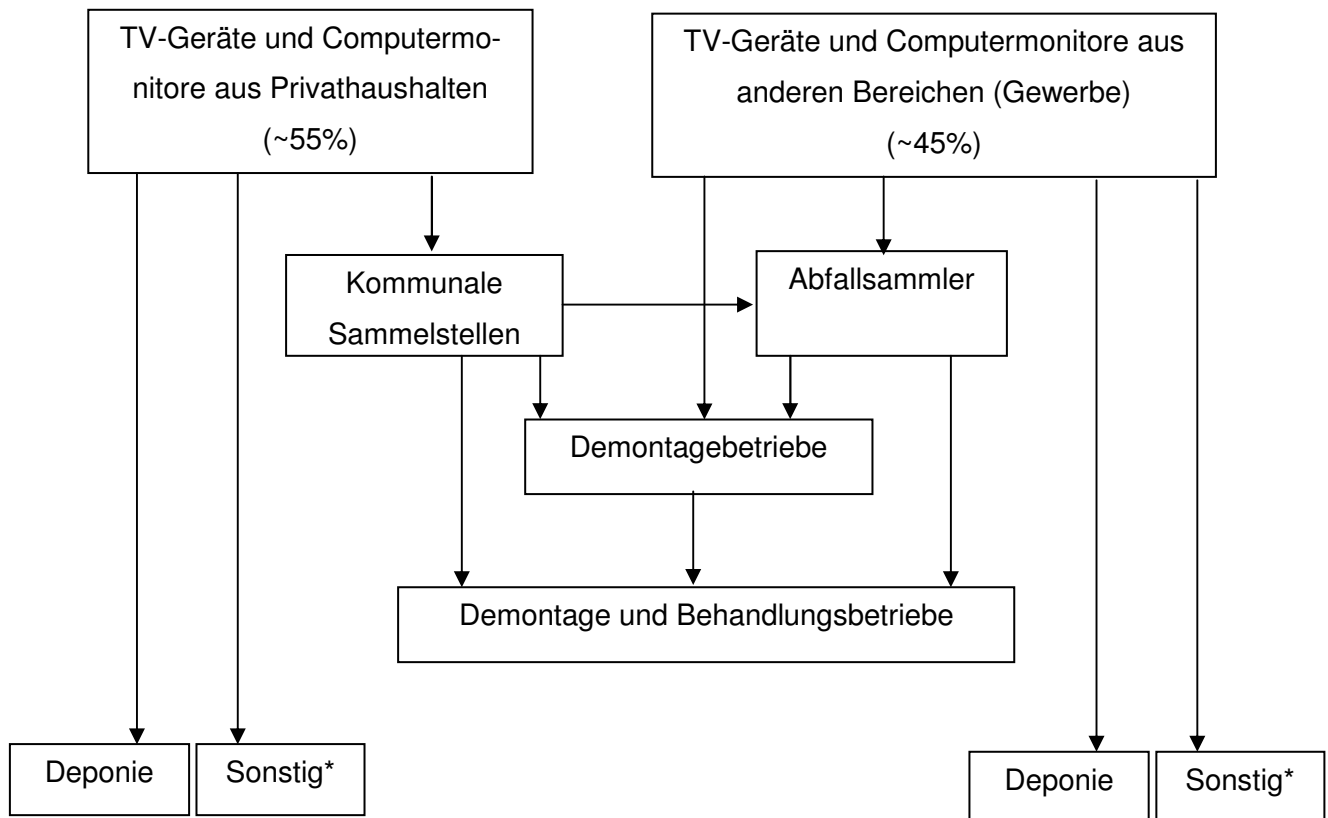 TV-Geräte und Computermo-
nitore aus Privathaushalten
(~55%)
TV-Geräte und Computermonitore aus
anderen Bereichen (Gewerbe)
(~45%)
Kommunale
Sammelstellen
Abfallsammler
Demontagebetriebe
Demontage und Behandlungsbetriebe
Deponie
Sonstig*
Deponie
Sonstig*